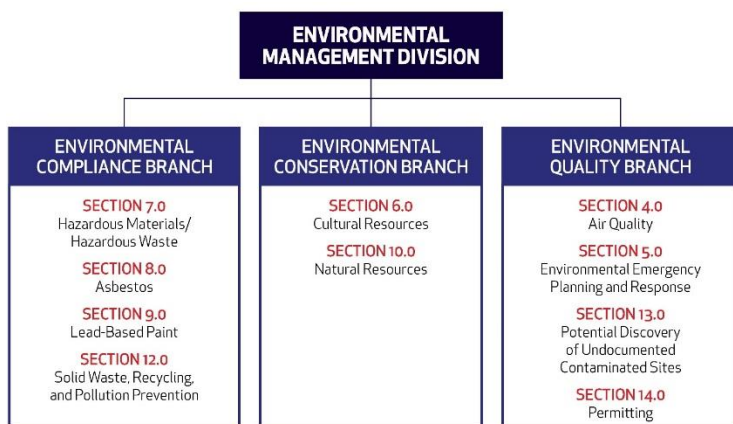 ENVIRONMENTAL
MANAGEMENT DIVISION
ENVIRONMENTAL
COMPLIANCE BRANCH
SECTION 7.0
Hazardous Materials/
Hazardous Waste
SECTION 8.0
Asbestos
SECTION 9.0
Lead-Based Paint
SECTION 12.0
Solid Waste, Recycling,
and Pollution Prevention
ENVIRONMENTAL
CONSERVATION BRANCH
SECTION 6.0
Cultural Resources
SECTION 10.0
Natural Resources
ENVIRONMENTAL
QUALITY BRANCH
SECTION 4.0
Air Quality
SECTION 5.0
Environmental Emergency
Planning and Response
SECTION 13.0
Potential Discovery
of Undocumented
Contaminated Sites
SECTION 14.0
Permitting